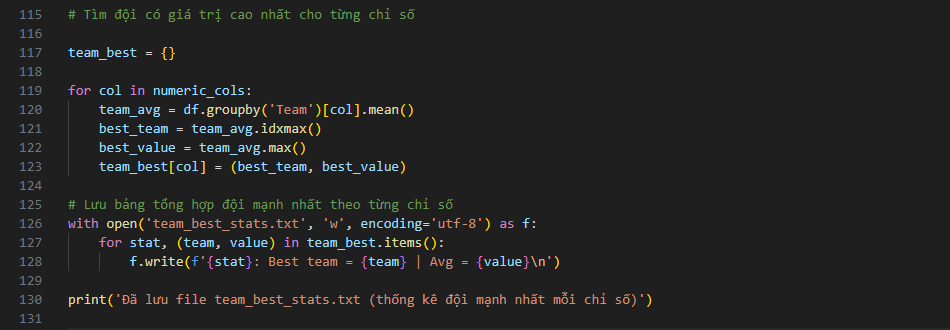 115 # Tìm đội có giá trị cao nhất cho từng chỉ số
116
117 team_best = {}
118
119 for col in numeric_cols:
120     team_avg = df.groupby('Team')[col].mean()
121     best_team = team_avg.idxmax()
122     best_value = team_avg.max()
123     team_best[col] = (best_team, best_value)
124
125 # Lưu bảng tổng hợp đội mạnh nhất theo từng chỉ số
126 with open('team_best_stats.txt', 'w', encoding='utf-8') as f:
127     for stat, (team, value) in team_best.items():
128         f.write(f'{stat}: Best team = {team} | Avg = {value}\n')
129
130 print('Đã lưu file team_best_stats.txt (thống kê đội mạnh nhất mỗi chỉ số)')
131